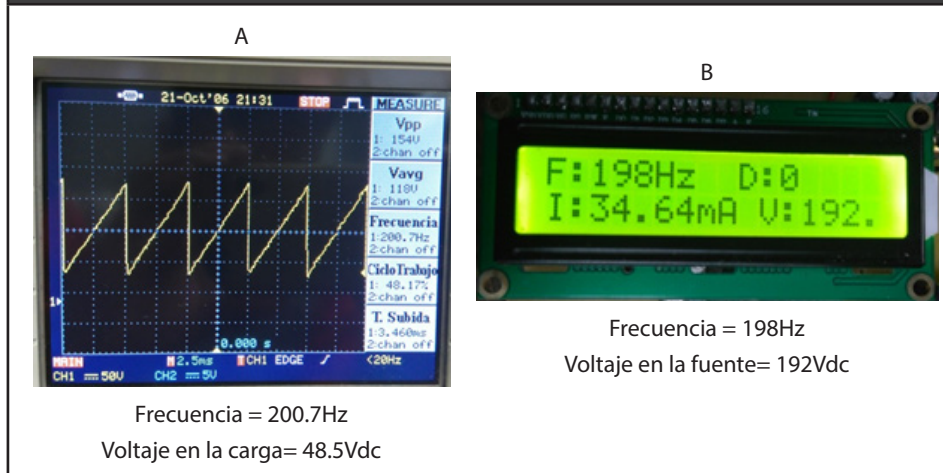 A
21-Oct'06 21:31 STOP MEASURE
Vpp
1: 154V
2:chan off
Vavg
1: 118V
2:chan off
Frecuencia
1:200.7Hz
2:chan off
CicloTrabajo
1: 48.17%
2:chan off
T. Subida
1:3.460ms
2:chan off
1
0.000 s
MAIN M 2.5ms CH1 EDGE <20Hz
CH1 50V CH2 5V
Frecuencia = 200.7Hz
Voltaje en la carga= 48.5Vdc
B
16
F:198Hz D:0
I:34.64mA V:192.
Frecuencia = 198Hz
Voltaje en la fuente= 192Vdc